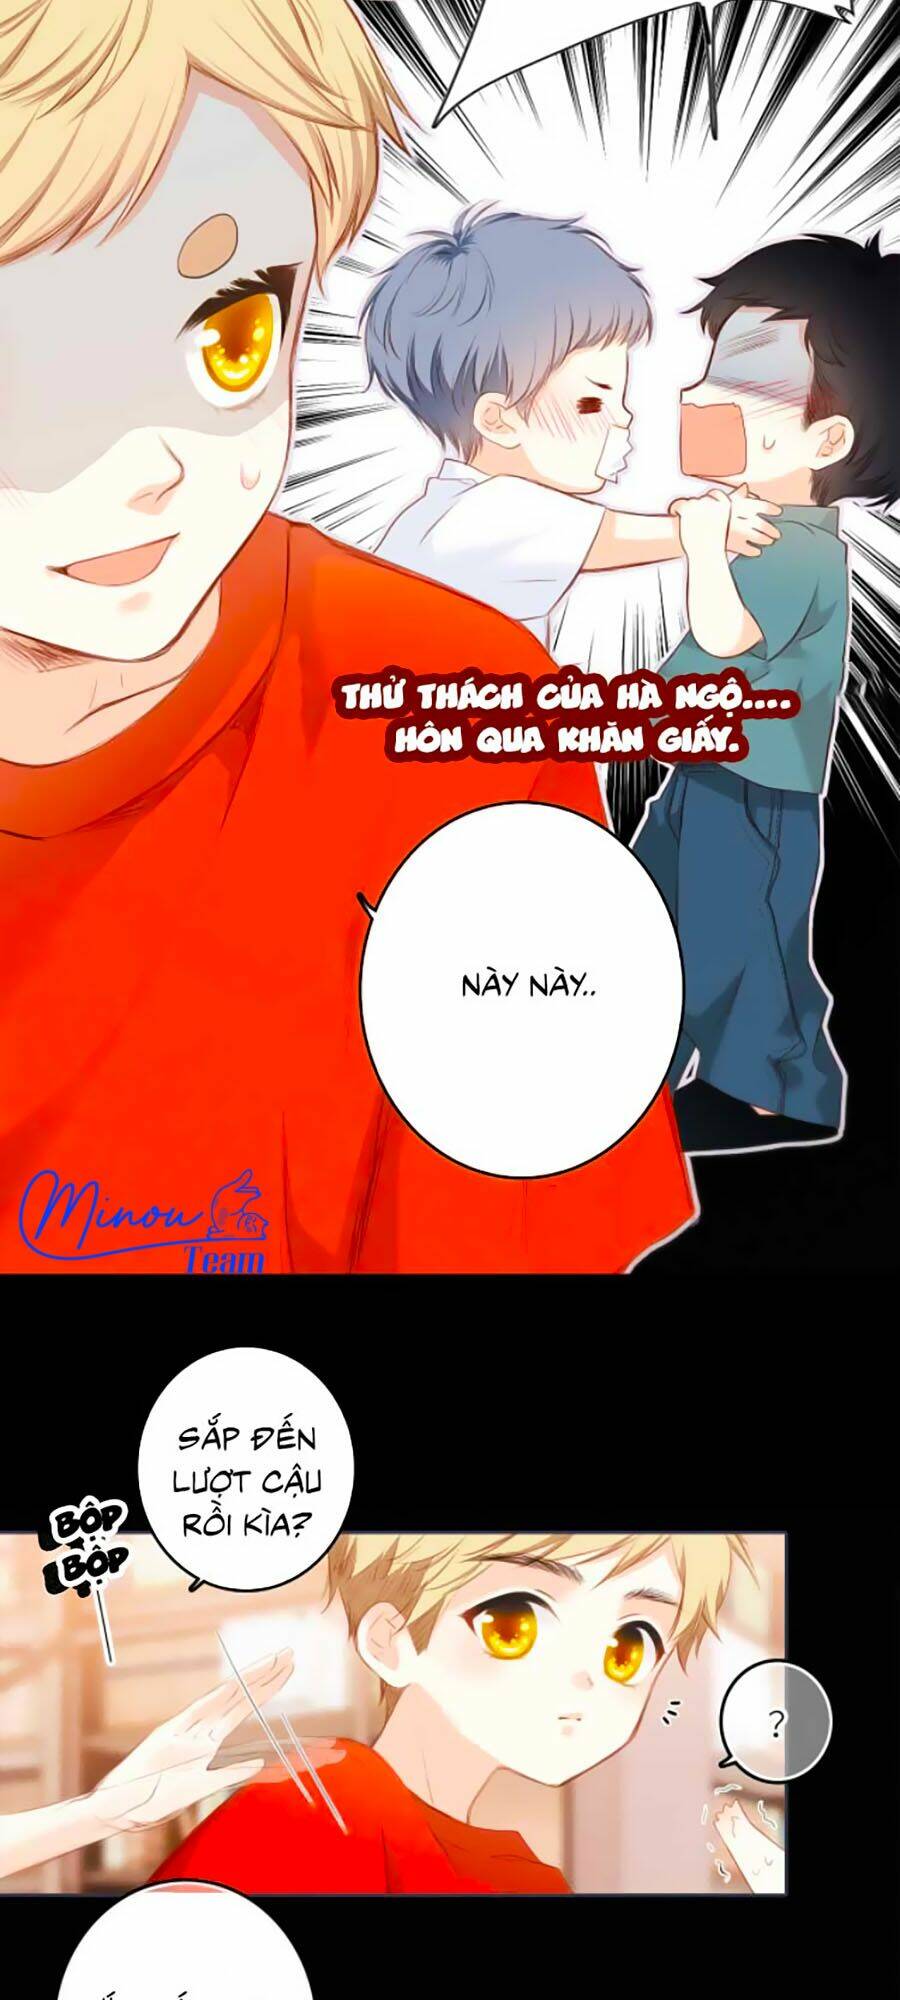 THỬ THÁCH CỦA HÀ NGỘ....
HÔN QUA KHĂN GIẤY.
NÀY NÀY..
Minou
Team
SẮP ĐẾN
LƯỢT CẬU
RỒI KÌA?
BỘP
BỘP
?